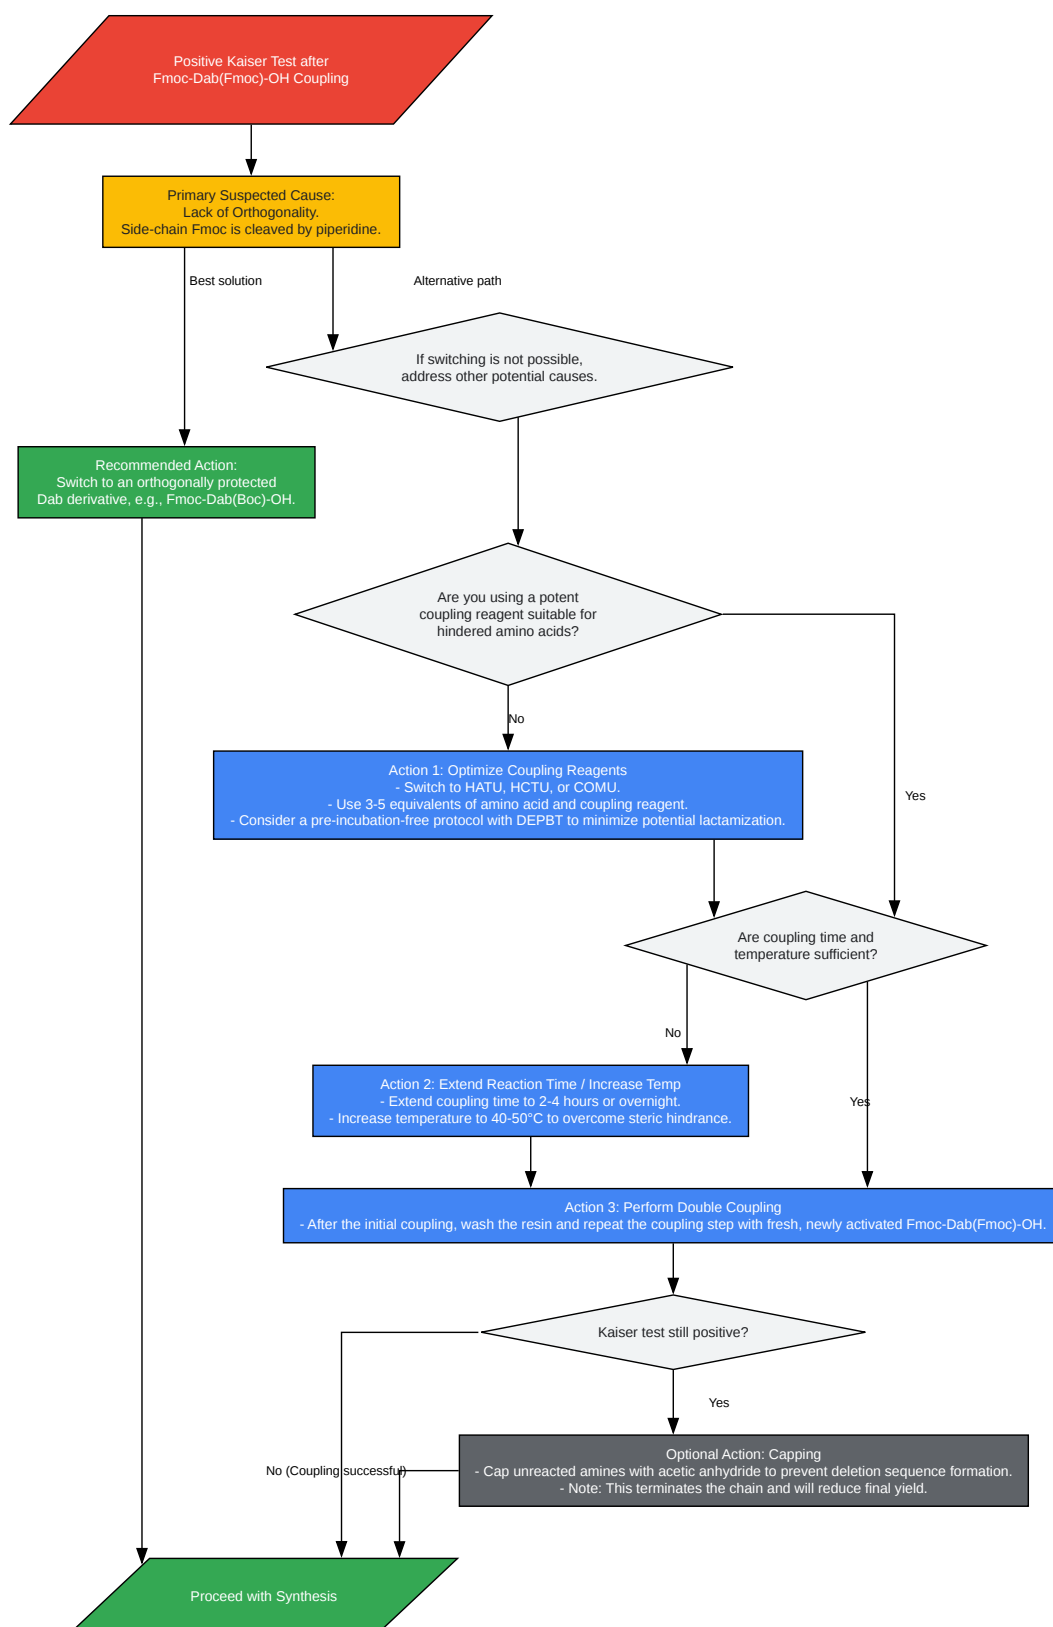 Positive Kaiser Test after
Fmoc-Dab(Fmoc)-OH Coupling
Primary Suspected Cause:
Lack of Orthogonality.
Side-chain Fmoc is cleaved by piperidine.
Best solution
Alternative path
If switching is not possible,
address other potential causes.
Recommended Action:
Switch to an orthogonally protected
Dab derivative, e.g., Fmoc-Dab(Boc)-OH.
Are you using a potent
coupling reagent suitable for
hindered amino acids?
No
Yes
Action 1: Optimize Coupling Reagents
- Switch to HATU, HCTU, or COMU.
- Use 3-5 equivalents of amino acid and coupling reagent.
- Consider a pre-incubation-free protocol with DEPBT to minimize potential lactamization.
Are coupling time and
temperature sufficient?
No
Yes
Action 2: Extend Reaction Time / Increase Temp
- Extend coupling time to 2-4 hours or overnight.
- Increase temperature to 40-50°C to overcome steric hindrance.
Action 3: Perform Double Coupling
- After the initial coupling, wash the resin and repeat the coupling step with fresh, newly activated Fmoc-Dab(Fmoc)-OH.
Kaiser test still positive?
Yes
No (Coupling successful)
Optional Action: Capping
- Cap unreacted amines with acetic anhydride to prevent deletion sequence formation.
- Note: This terminates the chain and will reduce final yield.
Proceed with Synthesis